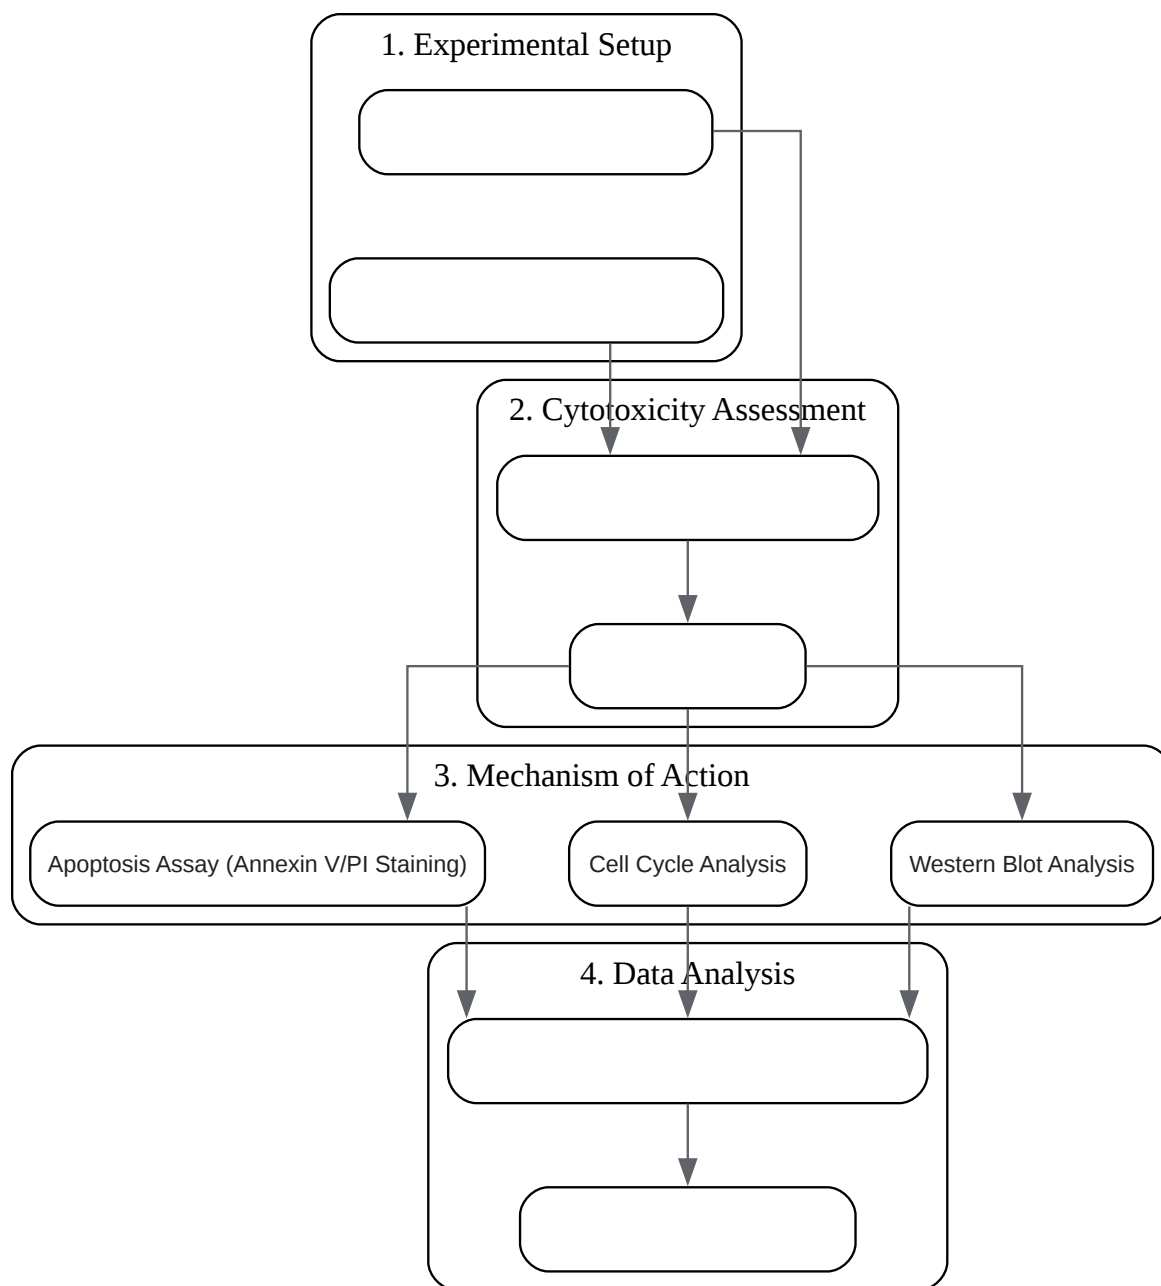 1. Experimental Setup
2. Cytotoxicity Assessment
3. Mechanism of Action
Apoptosis Assay (Annexin V/PI Staining)
Cell Cycle Analysis
Western Blot Analysis
4. Data Analysis